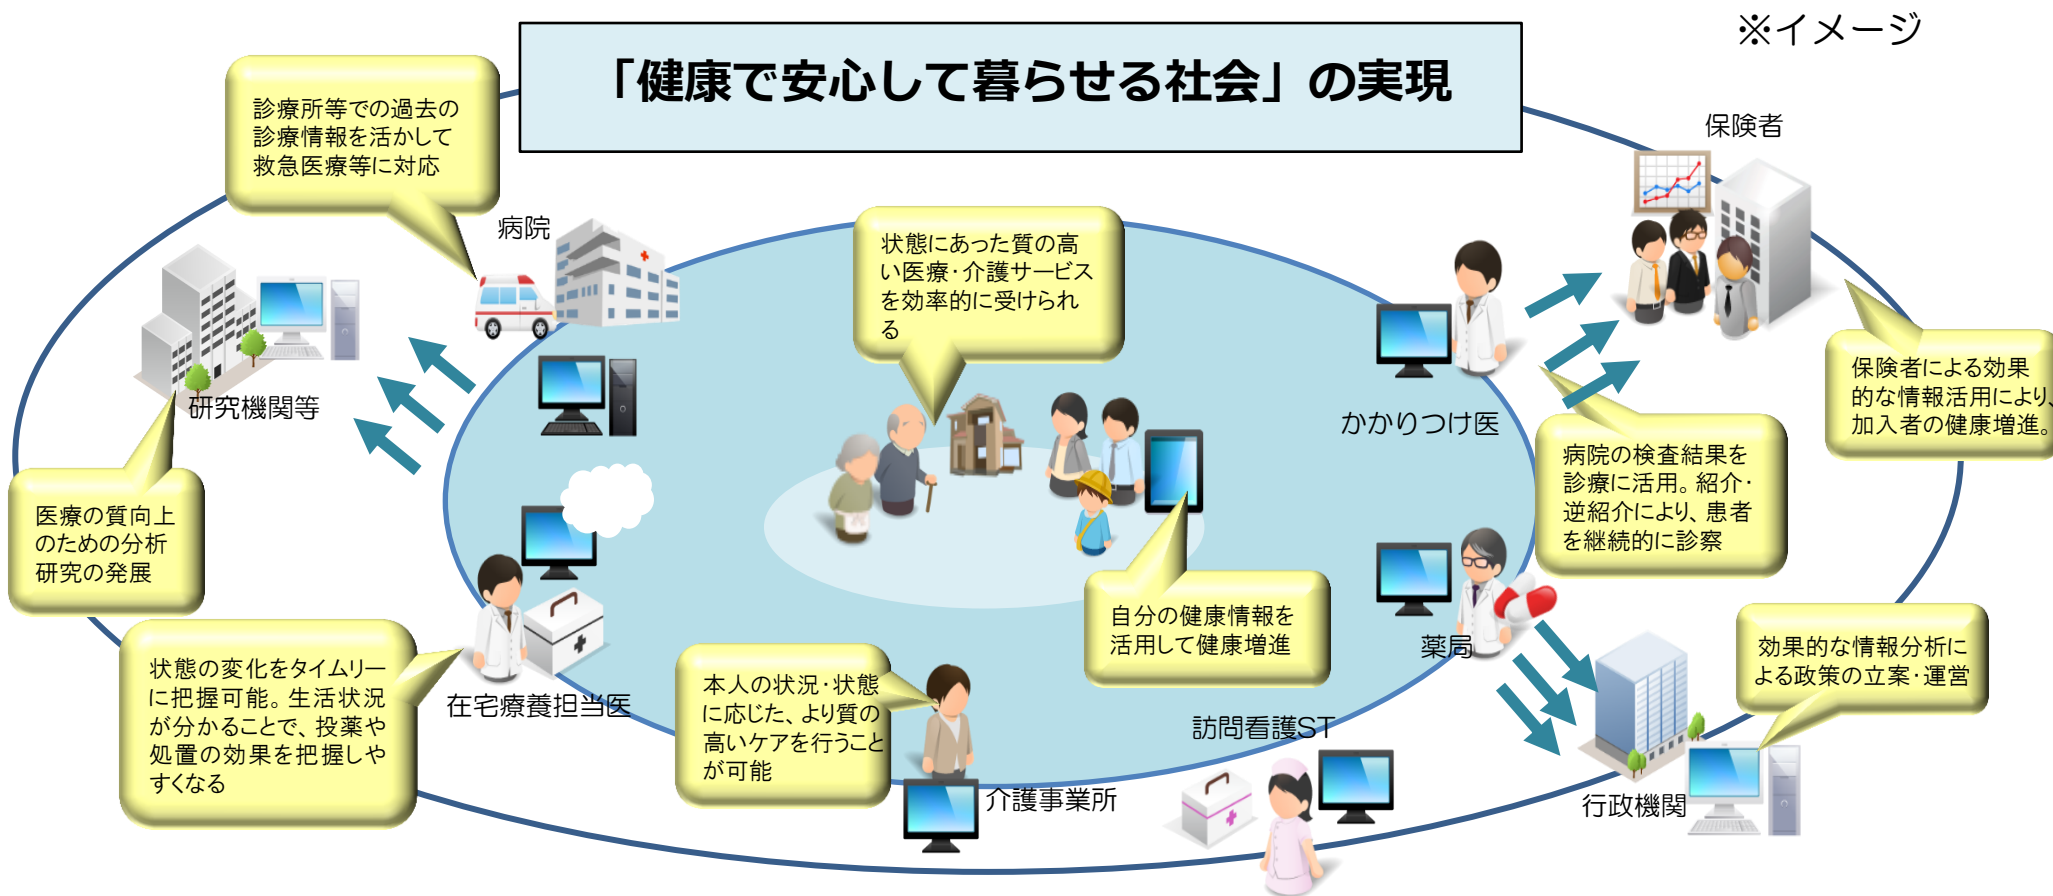 ※イメージ
「健康で安心して暮らせる社会」の実現
診療所等での過去の
診療情報を活かして
救急医療等に対応
病院
保険者
状態にあった質の高
い医療・介護サービス
を効率的に受けられ
る
研究機関等
かかりつけ医
保険者による効果
的な情報活用により、
加入者の健康増進。
病院の検査結果を
診療に活用。紹介・
逆紹介により、患者
を継続的に診察
医療の質向上
のための分析
研究の発展
自分の健康情報を
活用して健康増進
薬局
効果的な情報分析に
よる政策の立案・運営
状態の変化をタイムリー
に把握可能。生活状況
が分かることで、投薬や
処置の効果を把握しや
すくなる
在宅療養担当医
本人の状況・状態
に応じた、より質の
高いケアを行うこと
が可能
訪問看護ST
介護事業所
行政機関